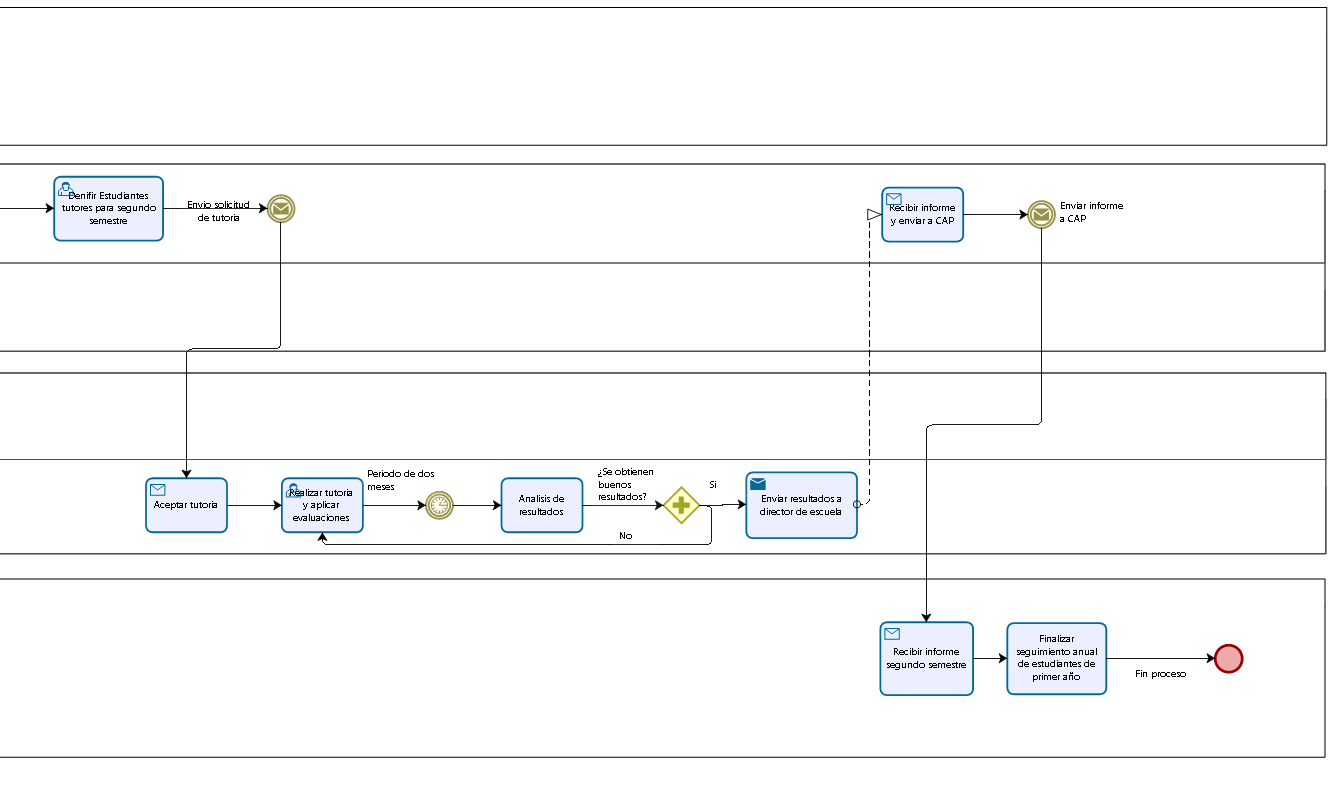 Denifir Estudiantes
tutores para segundo
semestre
Envio solicitud
de tutoria
Recibir informe
y enviar a CAP
Enviar informe
a CAP
Aceptar tutoria
Realizar tutoria
y aplicar
evaluaciones
Periodo de dos
meses
Analisis de
resultados
¿Se obtienen
buenos
resultados?
Si
No
Enviar resultados a
director de escuela
Recibir informe
segundo semestre
Finalizar
seguimiento anual
de estudiantes de
primer año
Fin proceso